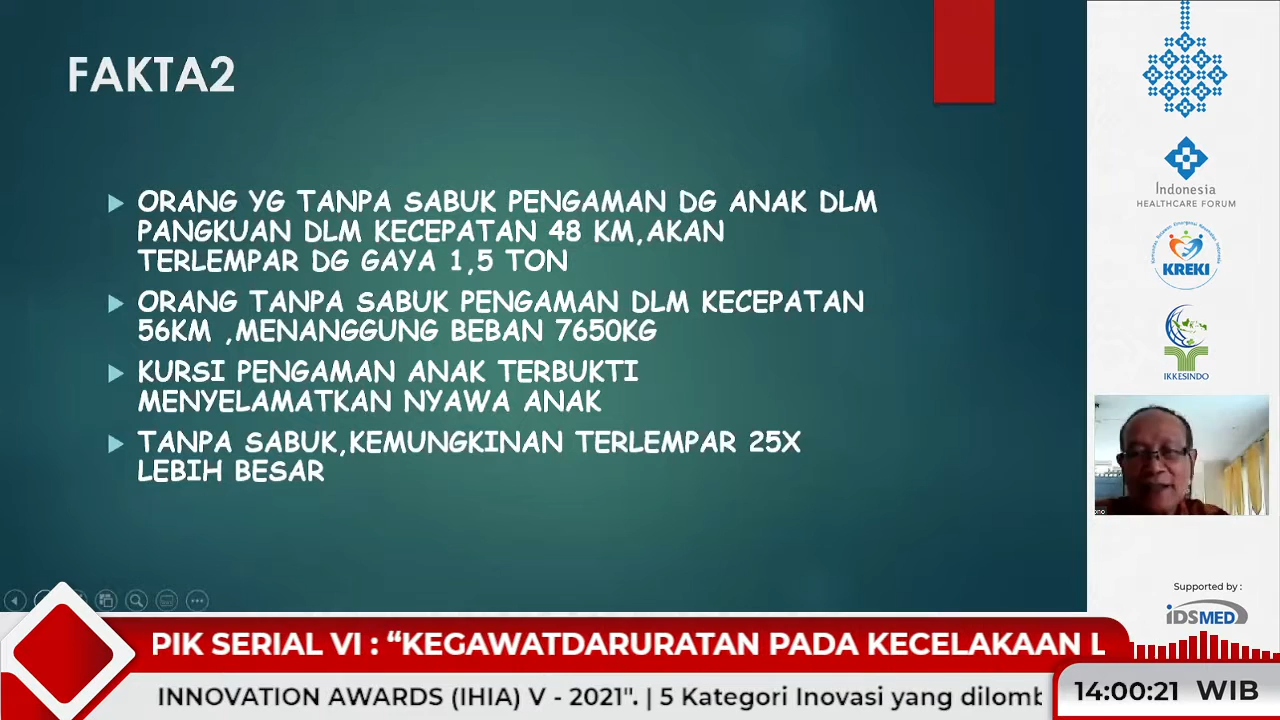 FAKTA2
ORANG YG TANPA SABUK PENGAMAN DG ANAK DLM
PANGKUAN DLM KECEPATAN 48 KM,AKAN
TERLEMPAR DG GAYA 1,5 TON
ORANG TANPA SABUK PENGAMAN DLM KECEPATAN
56KM ,MENANGGUNG BEBAN 7650KG
KURSI PENGAMAN ANAK TERBUKTI
MENYELAMATKAN NYAWA ANAK
TANPA SABUK,KEMUNGKINAN TERLEMPAR 25X
LEBIH BESAR
Indonesia
HEALTHCARE FORUM
KREKI
IKKESINDO
Supported by :
iDSMED
PIK SERIAL VI : “KEGAWATDARURATAN PADA KECELAKAAN L
INNOVATION AWARDS (IHIA) V - 2021". | 5 Kategori Inovasi yang dilomb
14:00:21 WIB